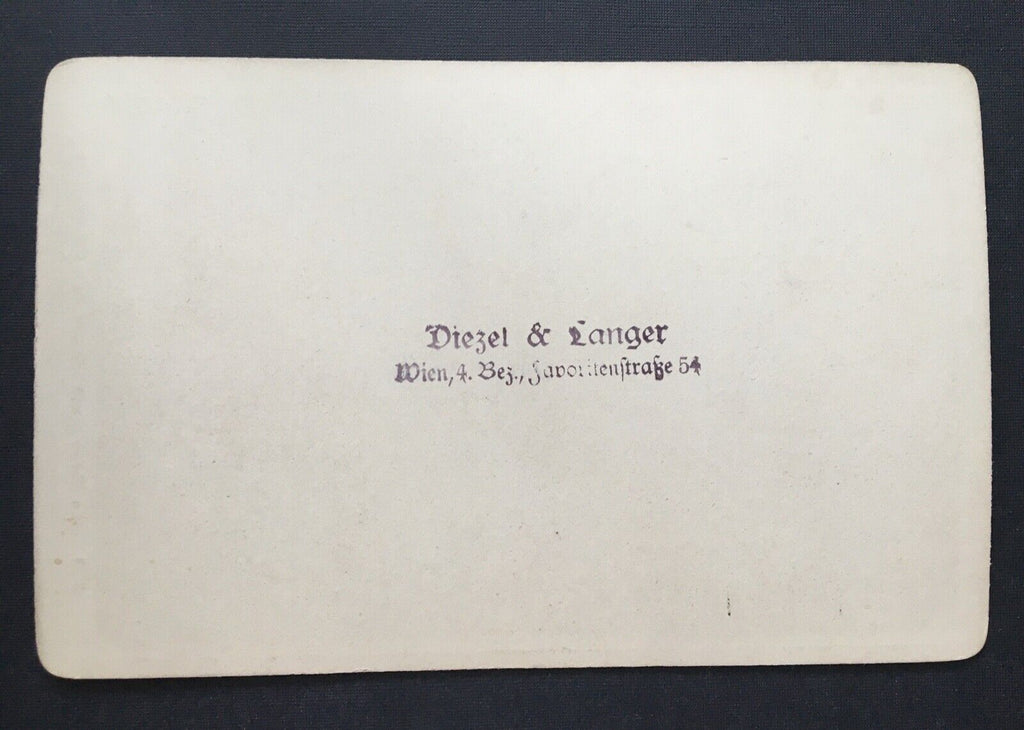 Diezel & Langer
Wien, 4. Bez., Favoritenstraße 54